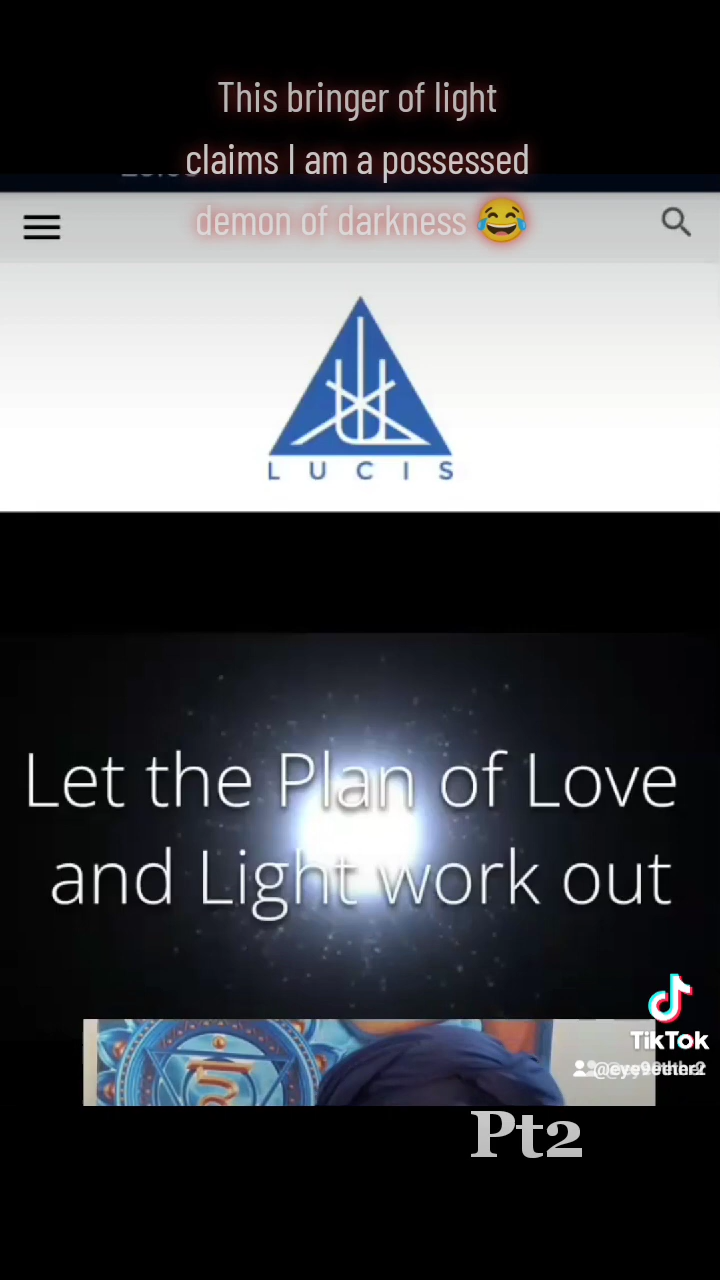 This bringer of light
claims I am a possessed
demon of darkness 😂
LUCIS
Let the Plan of Love
and Light work out
TikTok
Pt2